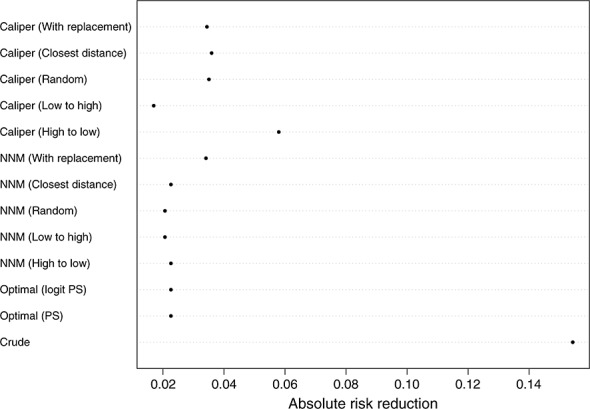 Caliper (With replacement)
Caliper (Closest distance)
Caliper (Random)
Caliper (Low to high)
Caliper (High to low)
NNM (With replacement)
NNM (Closest distance)
NNM (Random)
NNM (Low to high)
NNM (High to low)
Optimal (logit PS)
Optimal (PS)
Crude
0.02 0.04 0.06 0.08 0.10 0.12 0.14
Absolute risk reduction